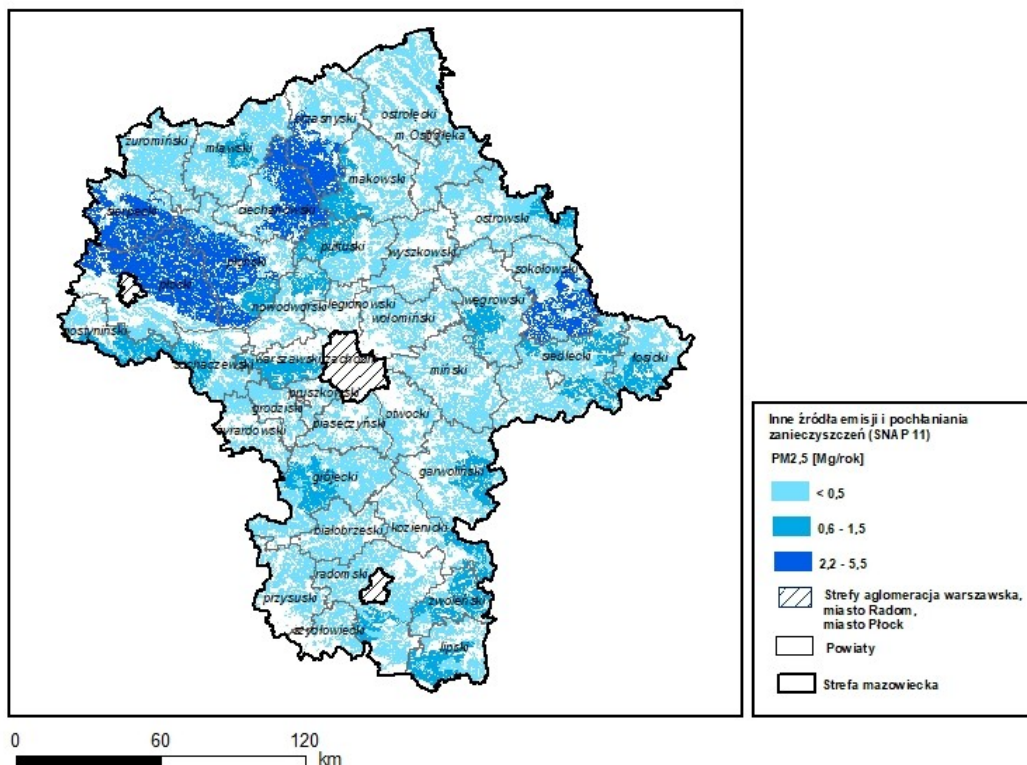 przasnyski
ostrołęcki
m. Ostrołęka
żuromiński
mławski
makowski
sierpecki
ciechanowski
ostrowski
pułtuski
wyszkowski
płoński
sokołowski
płocki
nowodworski
legionowski
węgrowski
wołomiński
gostyniński
sochaczewski
warszawski zachodni
siedlecki
łosicki
miński
pruszkowski
grodziski
otwocki
piaseczyński
żyrardowski
garwoliński
grójecki
białobrzeski
kozienicki
radomski
przysuski
zwoleński
szydłowiecki
lipski
Inne źródła emisji i pochłaniania
zanieczyszczeń (SNAP 11)
PM2,5 [Mg/rok]
< 0,5
0,6 - 1,5
2,2 - 5,5
Strefy aglomeracja warszawska,
miasto Radom,
miasto Płock
Powiaty
Strefa mazowiecka
0 60 120
km